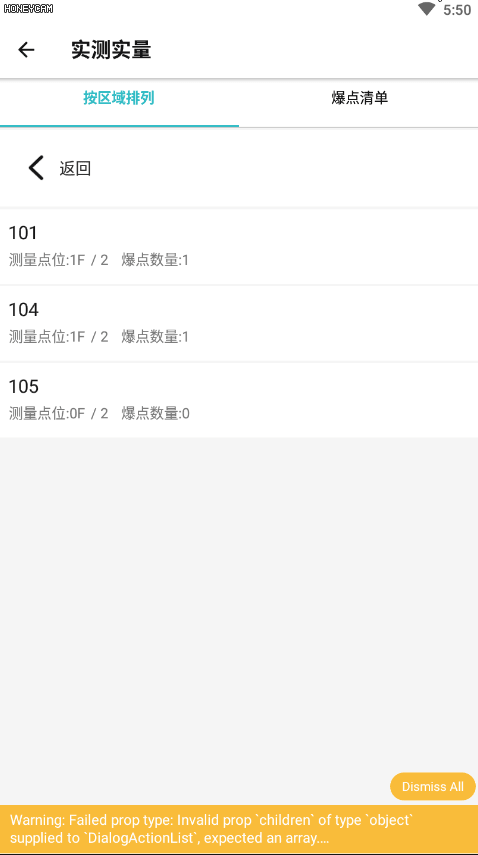 HONEYCAM
5:50
实测实量
按区域排列 爆点清单
返回
101
测量点位:1F / 2 爆点数量:1
104
测量点位:1F / 2 爆点数量:1
105
测量点位:0F / 2 爆点数量:0
Dismiss All
Warning: Failed prop type: Invalid prop `children` of type `object`
supplied to `DialogActionList`, expected an array....